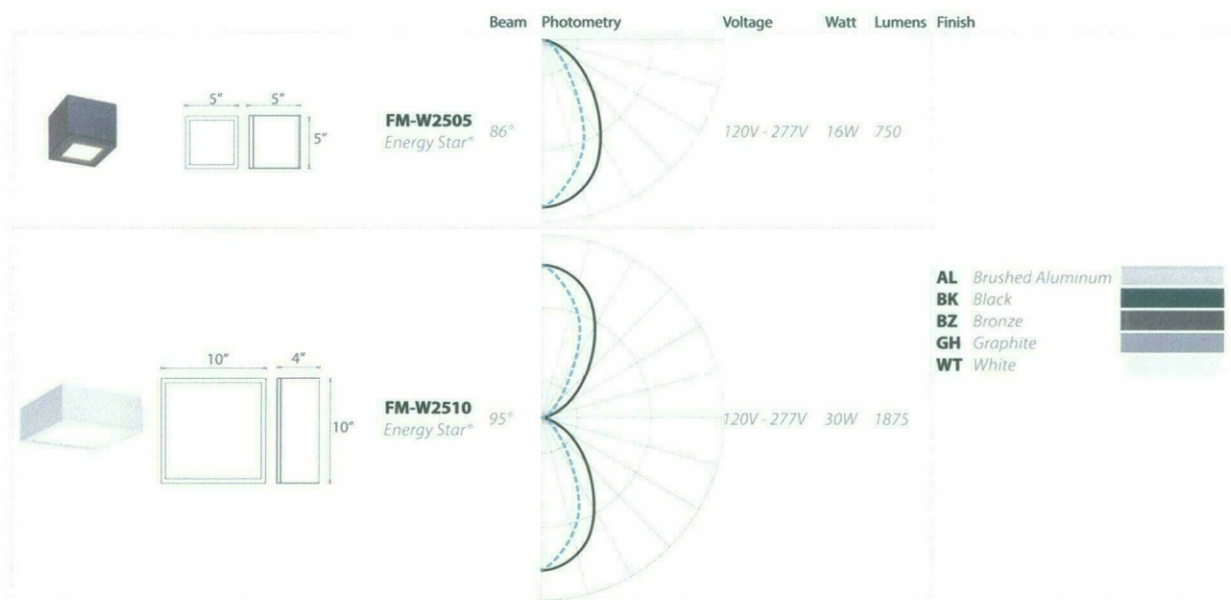 Beam Photometry Voltage Watt Lumens Finish
5" 5"
5"
FM-W2505
Energy Star®
86°
120V - 277V 16W 750
10" 4"
10"
FM-W2510
Energy Star®
95°
120V - 277V 30W 1875
AL Brushed Aluminum
BK Black
BZ Bronze
GH Graphite
WT White